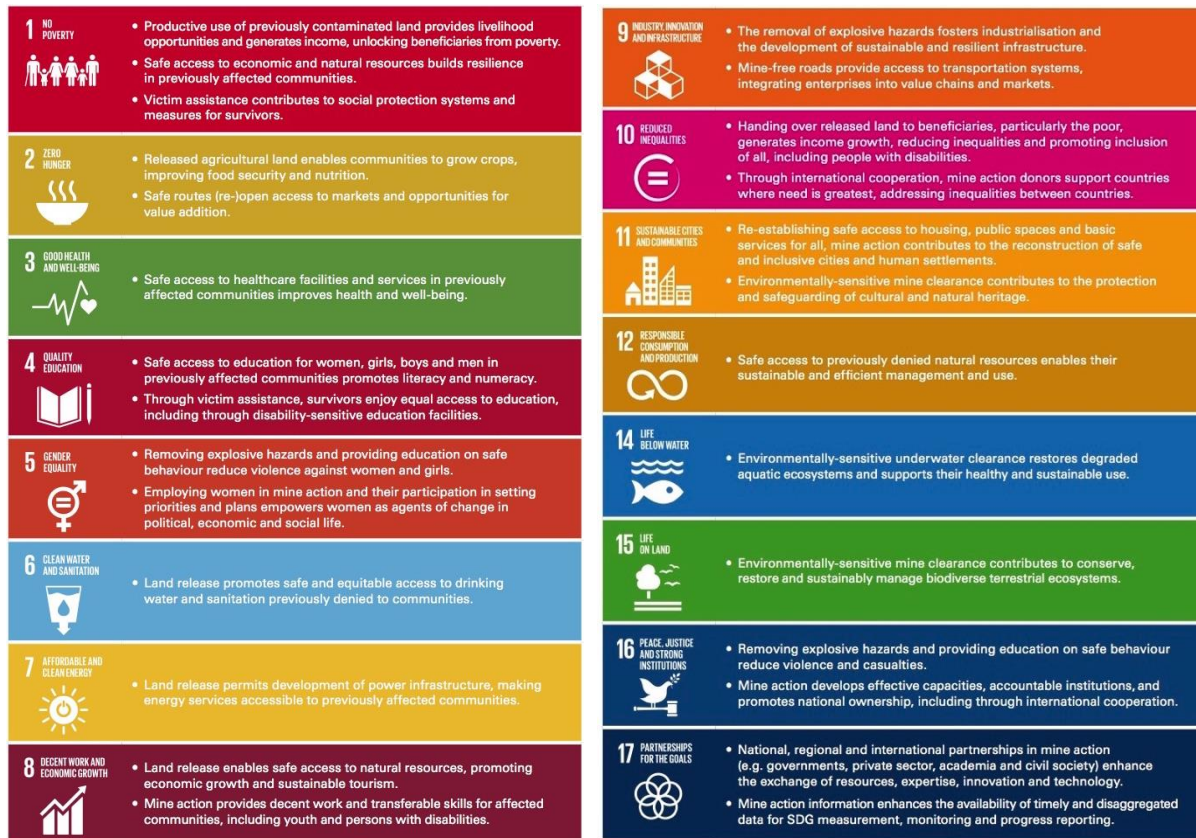 1 NO
POVERTY
• Productive use of previously contaminated land provides livelihood
opportunities and generates income, unlocking beneficiaries from poverty.
• Safe access to economic and natural resources builds resilience
in previously affected communities.
• Victim assistance contributes to social protection systems and
measures for survivors.
2 ZERO
HUNGER
• Released agricultural land enables communities to grow crops,
improving food security and nutrition.
• Safe routes (re-)open access to markets and opportunities for
value addition.
3 GOOD HEALTH
AND WELL-BEING
• Safe access to healthcare facilities and services in previously
affected communities improves health and well-being.
4 QUALITY
EDUCATION
• Safe access to education for women, girls, boys and men in
previously affected communities promotes literacy and numeracy.
• Through victim assistance, survivors enjoy equal access to education,
including through disability-sensitive education facilities.
5 GENDER
EQUALITY
• Removing explosive hazards and providing education on safe
behaviour reduce violence against women and girls.
• Employing women in mine action and their participation in setting
priorities and plans empowers women as agents of change in
political, economic and social life.
6 CLEAN WATER
AND SANITATION
• Land release promotes safe and equitable access to drinking
water and sanitation previously denied to communities.
7 AFFORDABLE AND
CLEAN ENERGY
• Land release permits development of power infrastructure, making
energy services accessible to previously affected communities.
8 DECENT WORK AND
ECONOMIC GROWTH
• Land release enables safe access to natural resources, promoting
economic growth and sustainable tourism.
• Mine action provides decent work and transferable skills for affected
communities, including youth and persons with disabilities.
9 INDUSTRY, INNOVATION
AND INFRASTRUCTURE
• The removal of explosive hazards fosters industrialisation and
the development of sustainable and resilient infrastructure.
• Mine-free roads provide access to transportation systems,
integrating enterprises into value chains and markets.
10 REDUCED
INEQUALITIES
• Handing over released land to beneficiaries, particularly the poor,
generates income growth, reducing inequalities and promoting inclusion
of all, including people with disabilities.
• Through international cooperation, mine action donors support countries
where need is greatest, addressing inequalities between countries.
11 SUSTAINABLE CITIES
AND COMMUNITIES
• Re-establishing safe access to housing, public spaces and basic
services for all, mine action contributes to the reconstruction of safe
and inclusive cities and human settlements.
• Environmentally-sensitive mine clearance contributes to the protection
and safeguarding of cultural and natural heritage.
12 RESPONSIBLE
CONSUMPTION
AND PRODUCTION
• Safe access to previously denied natural resources enables their
sustainable and efficient management and use.
14 LIFE
BELOW WATER
• Environmentally-sensitive underwater clearance restores degraded
aquatic ecosystems and supports their healthy and sustainable use.
15 LIFE
ON LAND
• Environmentally-sensitive mine clearance contributes to conserve,
restore and sustainably manage biodiverse terrestrial ecosystems.
16 PEACE, JUSTICE
AND STRONG
INSTITUTIONS
• Removing explosive hazards and providing education on safe behaviour
reduce violence and casualties.
• Mine action develops effective capacities, accountable institutions, and
promotes national ownership, including through international cooperation.
17 PARTNERSHIPS
FOR THE GOALS
• National, regional and international partnerships in mine action
(e.g. governments, private sector, academia and civil society) enhance
the exchange of resources, expertise, innovation and technology.
• Mine action information enhances the availability of timely and disaggregated
data for SDG measurement, monitoring and progress reporting.